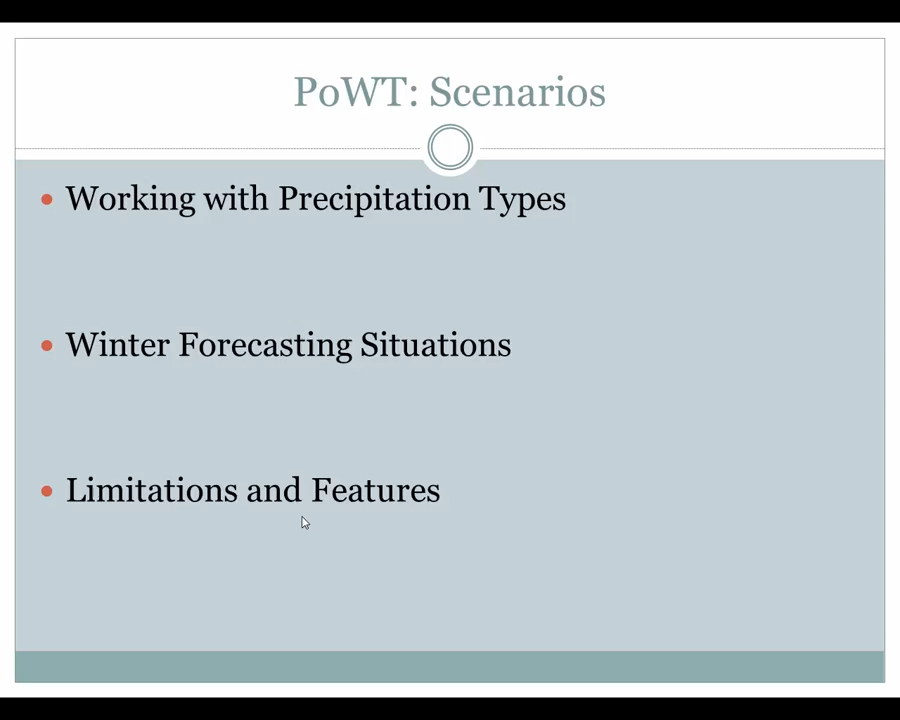 PoWT: Scenarios
Working with Precipitation Types
Winter Forecasting Situations
Limitations and Features